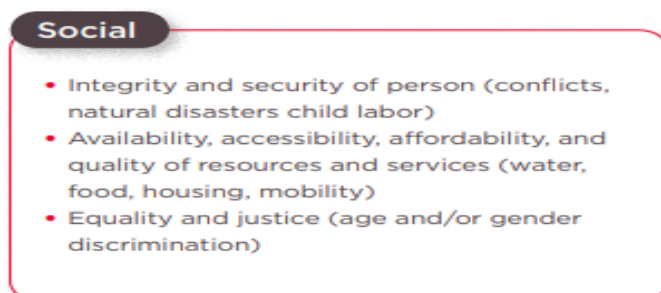 Social
• Integrity and security of person (conflicts,
natural disasters child labor)
• Availability, accessibility, affordability, and
quality of resources and services (water,
food, housing, mobility)
• Equality and justice (age and/or gender
discrimination)